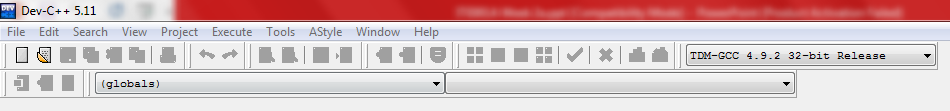 DEV Dev-C++ 5.11
File Edit Search View Project Execute Tools AStyle Window Help
TDM-GCC 4.9.2 32-bit Release
(globals)